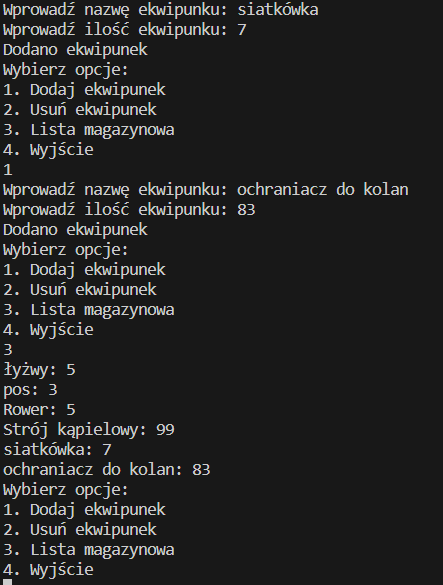 Wprowadź nazwę ekwipunku: siatkówka
Wprowadź ilość ekwipunku: 7
Dodano ekwipunek
Wybierz opcje:
1. Dodaj ekwipunek
2. Usuń ekwipunek
3. Lista magazynowa
4. Wyjście
1
Wprowadź nazwę ekwipunku: ochraniacz do kolan
Wprowadź ilość ekwipunku: 83
Dodano ekwipunek
Wybierz opcje:
1. Dodaj ekwipunek
2. Usuń ekwipunek
3. Lista magazynowa
4. Wyjście
3
łyżwy: 5
pos: 3
Rower: 5
Strój kąpielowy: 99
siatkówka: 7
ochraniacz do kolan: 83
Wybierz opcje:
1. Dodaj ekwipunek
2. Usuń ekwipunek
3. Lista magazynowa
4. Wyjście